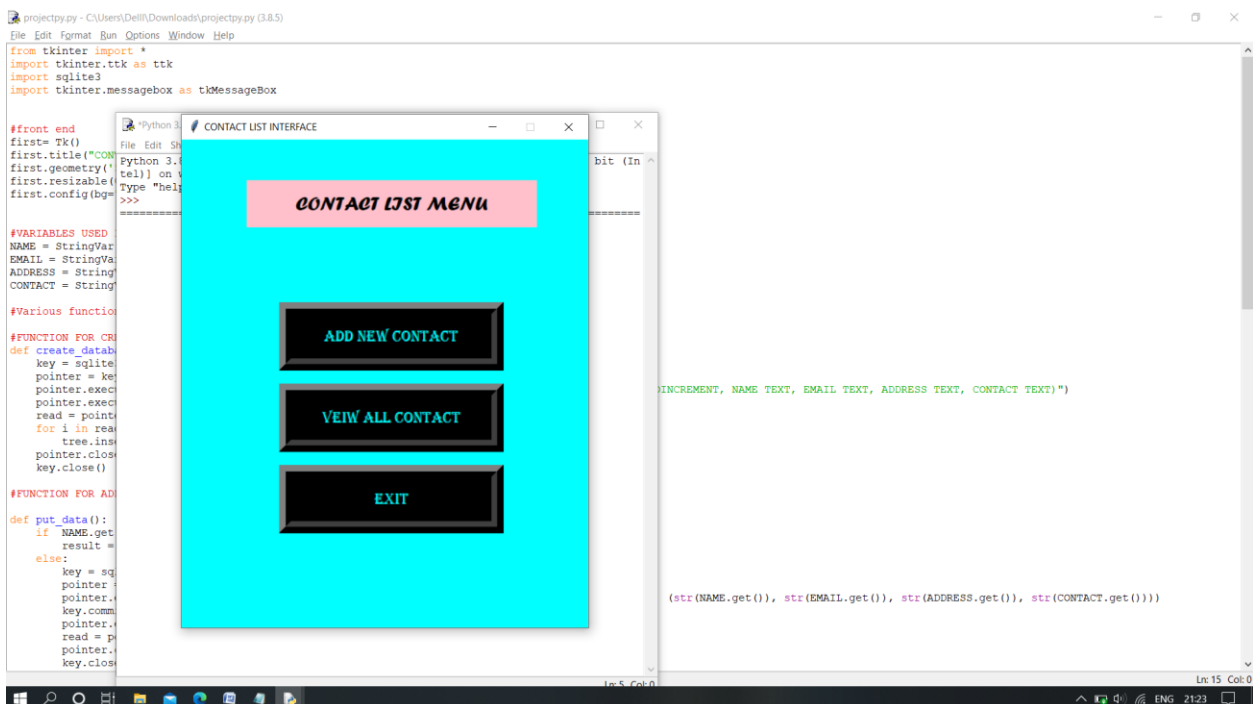 projectpy.py - C:\Users\Delll\Downloads\projectpy.py (3.8.5)
File Edit Format Run Options Window Help
from tkinter import *
import tkinter.ttk as ttk
import sqlite3
import tkinter.messagebox as tkMessageBox
#front end
first= Tk()
first.title("CON
first.geometry('
first.resizable(
first.config(bg=
#VARIABLES USED
NAME = StringVar
EMAIL = StringVa
ADDRESS = String
CONTACT = String
#Various functio
#FUNCTION FOR CR
def create_datab
key = sqlite
pointer = ke
pointer.exec
INCREMENT, NAME TEXT, EMAIL TEXT, ADDRESS TEXT, CONTACT TEXT)")
pointer.exec
read = point
for i in rea
tree.ins
pointer.clos
key.close()
#FUNCTION FOR AD
def put_data():
if NAME.get
result =
else:
key = sq
pointer =
pointer.
(str(NAME.get()), str(EMAIL.get()), str(ADDRESS.get()), str(CONTACT.get())))
key.comm
pointer.
read = p
pointer.
key.clos
*Python 3.
File Edit Sh
Python 3.8
bit (In
tel)] on w
Type "help
>>>
CONTACT LIST INTERFACE
CONTACT LIST MENU
ADD NEW CONTACT
VEIW ALL CONTACT
EXIT
Ln: 5 Col: 0
Ln: 15 Col: 0
ENG 21:23